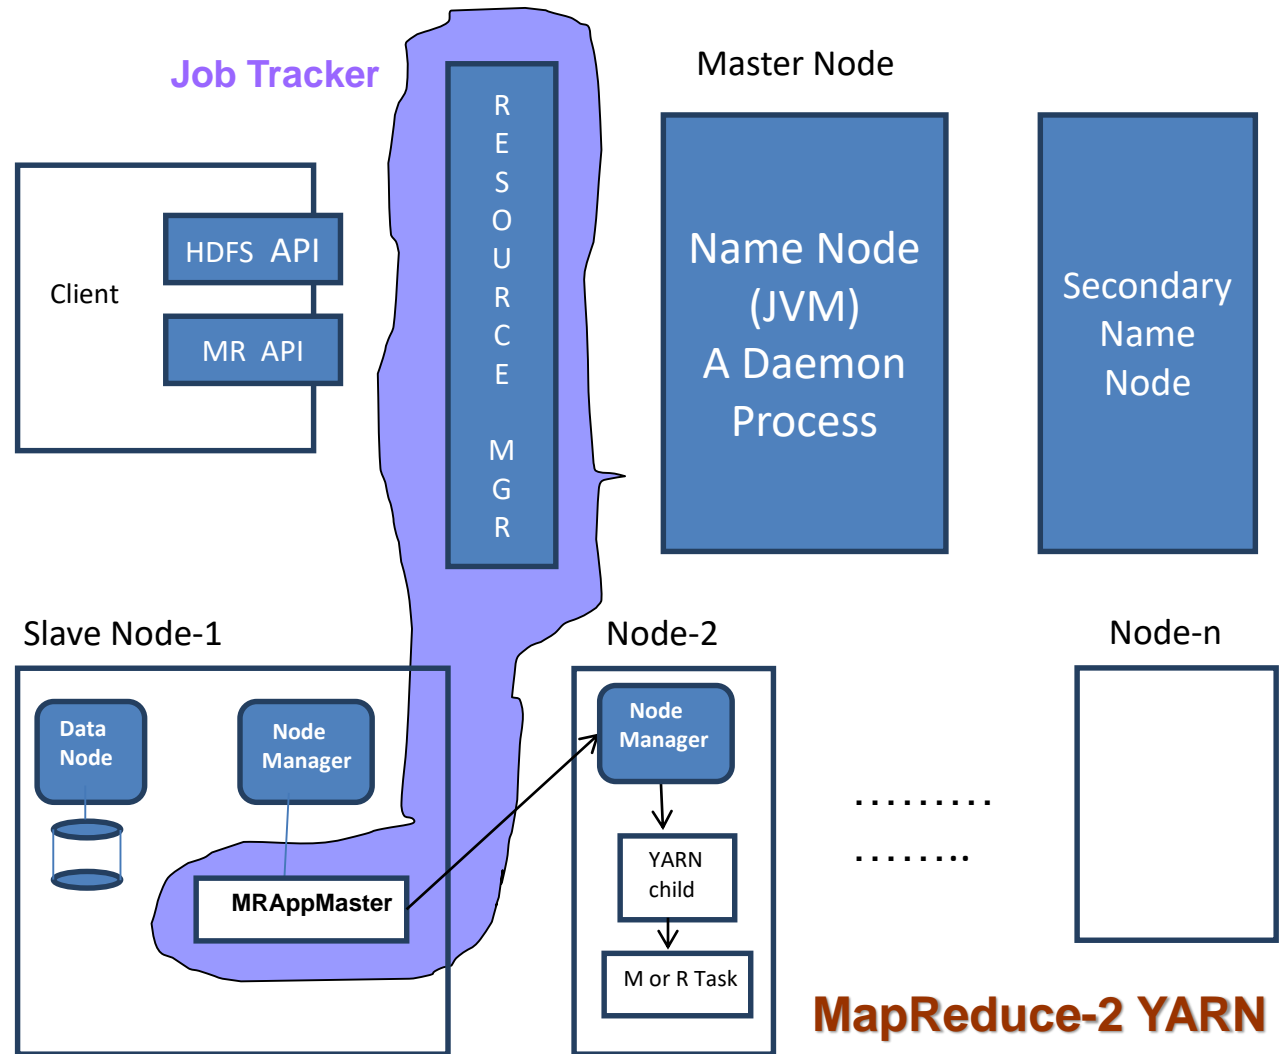 Job Tracker
Master Node
R
E
S
O
U
R
C
E
M
G
R
Client
HDFS API
MR API
Name Node
(JVM)
A Daemon
Process
Secondary
Name
Node
Slave Node-1
Node-2
Node-n
Data
Node
Node
Manager
MRAppMaster
Node
Manager
YARN
child
M or R Task
.........
........
MapReduce-2 YARN